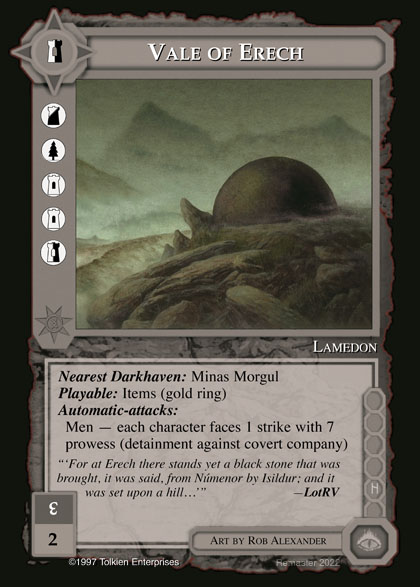 Vale of Erech
Lamedon
Nearest Darkhaven: Minas Morgul
Playable: Items (gold ring)
Automatic-attacks:
Men — each character faces 1 strike with 7
prowess (detainment against covert company)
“‘For at Erech there stands yet a black stone that was
brought, it was said, from Númenor by Isildur; and it
was set upon a hill…’” –LotRV
ε
2
H
Art by Rob Alexander
©1997 Tolkien Enterprises
Remaster 2022